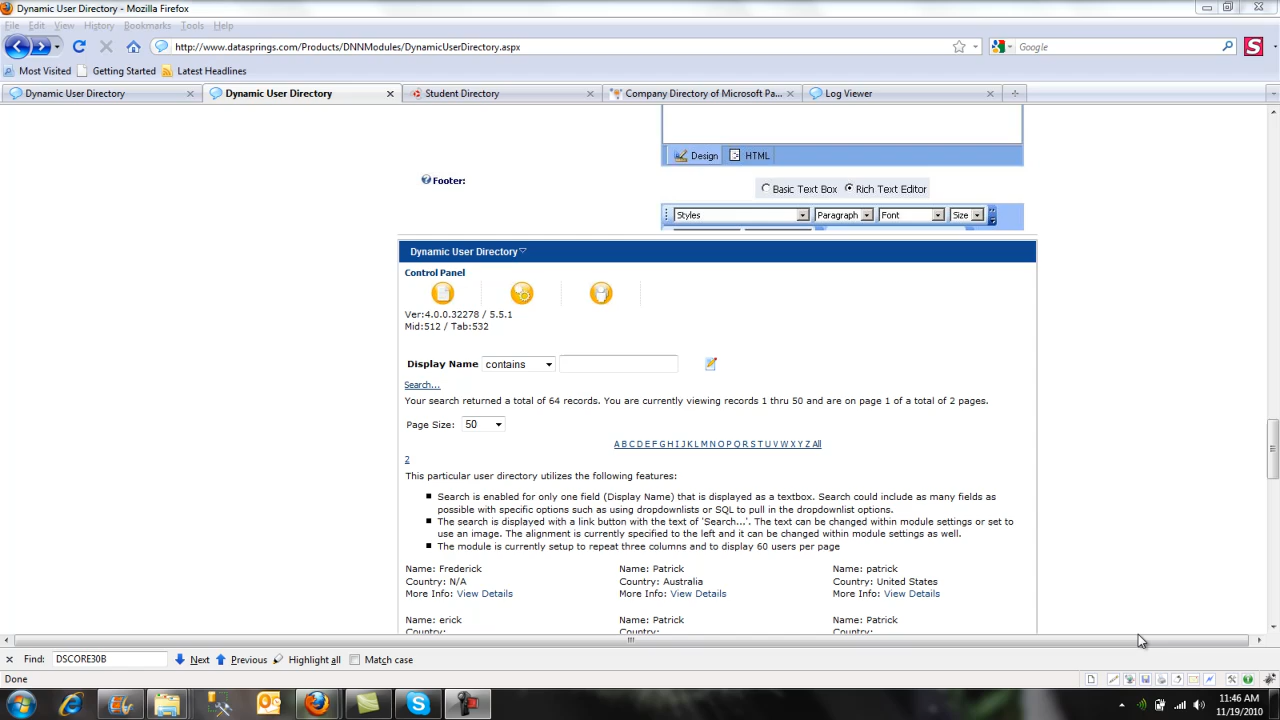 Dynamic User Directory - Mozilla Firefox
File Edit View History Bookmarks Tools Help
http://www.datasprings.com/Products/DNNModules/DynamicUserDirectory.aspx
Google
S
Most Visited Getting Started Latest Headlines
Dynamic User Directory
Dynamic User Directory
Student Directory
Company Directory of Microsoft Pa...
Log Viewer
Design HTML
Footer:
Basic Text Box Rich Text Editor
Styles Paragraph Font Size
Dynamic User Directory
Control Panel
Ver:4.0.0.32278 / 5.5.1
Mid:512 / Tab:532
Display Name contains
Search...
Your search returned a total of 64 records. You are currently viewing records 1 thru 50 and are on page 1 of a total of 2 pages.
Page Size: 50
A B C D E F G H I J K L M N O P Q R S T U V W X Y Z All
2
This particular user directory utilizes the following features:
Search is enabled for only one field (Display Name) that is displayed as a textbox. Search could include as many fields as
possible with specific options such as using dropdownlists or SQL to pull in the dropdownlist options.
The search is displayed with a link button with the text of 'Search...'. The text can be changed within module settings or set to
use an image. The alignment is currently specified to the left and it can be changed within module settings as well.
The module is currently setup to repeat three columns and to display 60 users per page
Name: Frederick Name: Patrick Name: patrick
Country: N/A Country: Australia Country: United States
More Info: View Details More Info: View Details More Info: View Details
Name: erick Name: Patrick Name: Patrick
Country: Country: Country:
Find: DSCORE30B Next Previous Highlight all Match case
Done
11:46 AM
11/19/2010